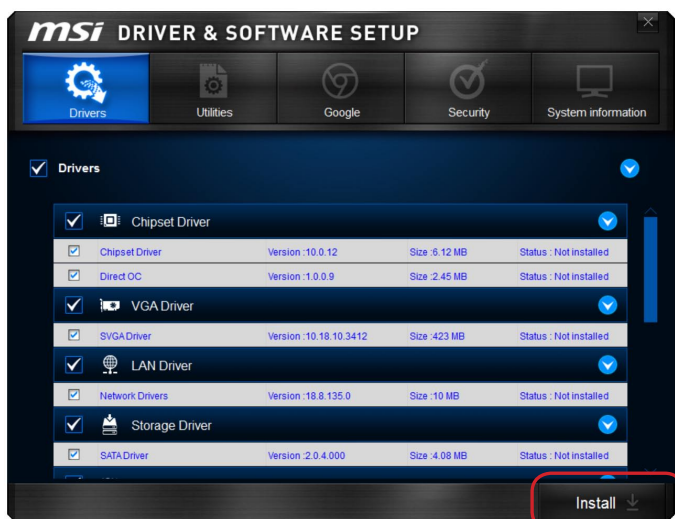 msi DRIVER & SOFTWARE SETUP
Drivers Utilities Google Security System information
Drivers
Chipset Driver
Chipset Driver Version :10.0.12 Size :6.12 MB Status : Not installed
Direct OC Version :1.0.0.9 Size :2.45 MB Status : Not installed
VGA Driver
SVGA Driver Version :10.18.10.3412 Size :423 MB Status : Not installed
LAN Driver
Network Drivers Version :18.8.135.0 Size :10 MB Status : Not installed
Storage Driver
SATA Driver Version :2.0.4.000 Size :4.08 MB Status : Not installed
Install